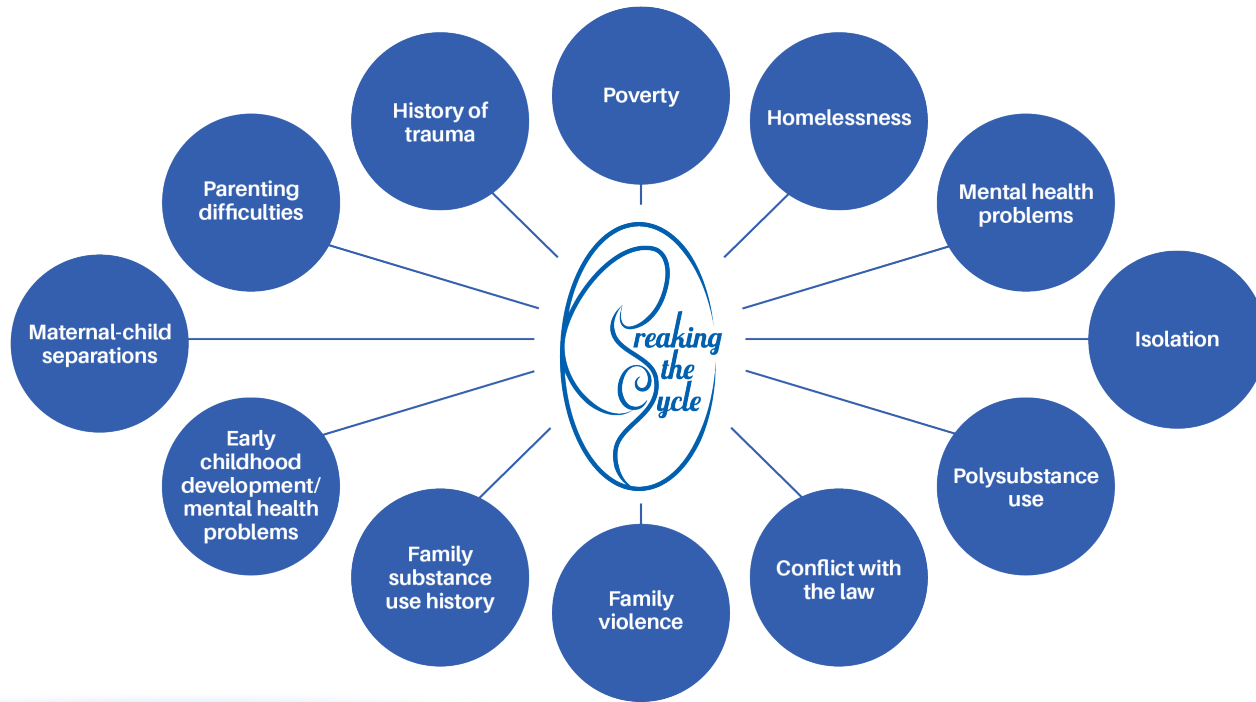 Poverty
Homelessness
Mental health
problems
Isolation
Polysubstance
use
Conflict with
the law
Family
violence
Family
substance
use history
Early
childhood
development/
mental health
problems
Maternal-child
separations
Parenting
difficulties
History of
trauma
Breaking
the
Cycle